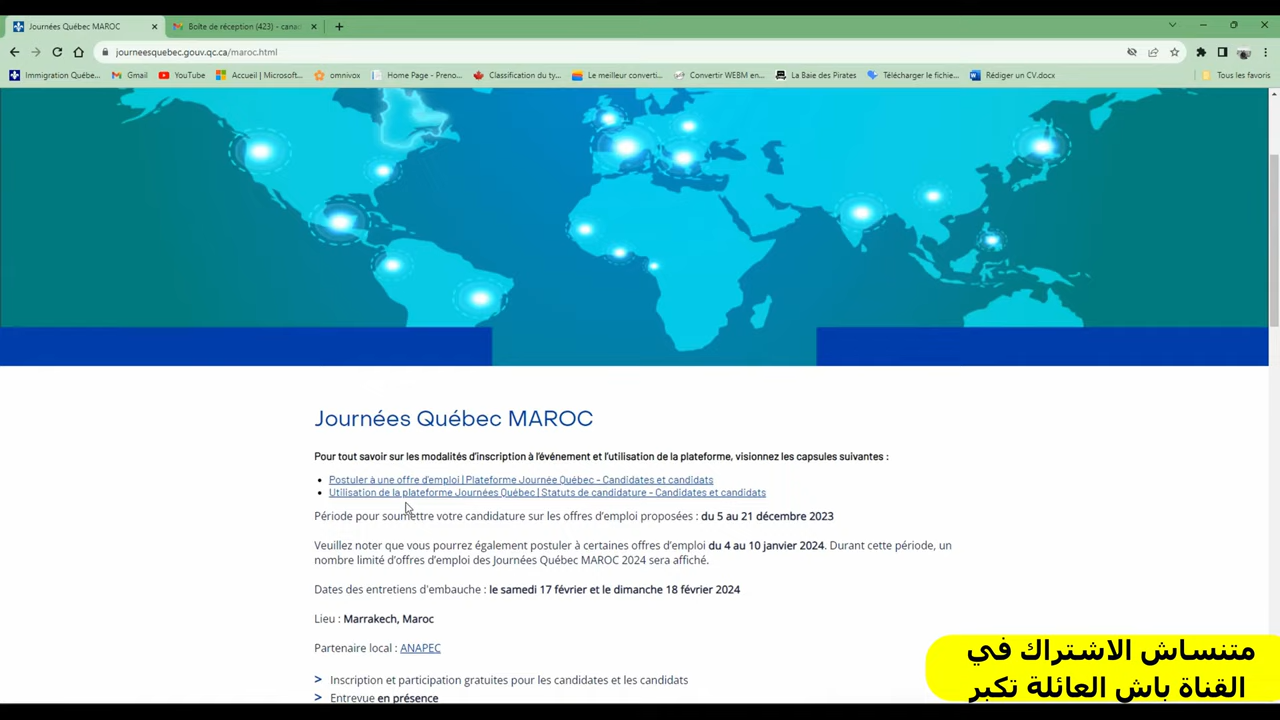 Journées Québec MAROC
Boîte de réception (423) - cana
journeesquebec.gouv.qc.ca/maroc.html
Immigration Québe...
Gmail
YouTube
Accueil | Microsoft...
omnivox
Home Page - Preno...
Classification du ty...
Le meilleur converti...
Convertir WEBM en...
La Baie des Pirates
Télécharger le fichie...
Rédiger un CV.docx
Tous les favoris
Journées Québec MAROC
Pour tout savoir sur les modalités d'inscription à l'événement et l'utilisation de la plateforme, visionnez les capsules suivantes :
Postuler à une offre d'emploi | Plateforme Journée Québec - Candidates et candidats
Utilisation de la plateforme Journées Québec | Statuts de candidature - Candidates et candidats
Période pour soumettre votre candidature sur les offres d'emploi proposées : du 5 au 21 décembre 2023
Veuillez noter que vous pourrez également postuler à certaines offres d'emploi du 4 au 10 janvier 2024. Durant cette période, un
nombre limité d'offres d'emploi des Journées Québec MAROC 2024 sera affiché.
Dates des entretiens d'embauche : le samedi 17 février et le dimanche 18 février 2024
Lieu : Marrakech, Maroc
Partenaire local : ANAPEC
> Inscription et participation gratuites pour les candidates et les candidats
> Entrevue en présence
متنساش الاشتراك في
القناة باش العائلة تكبر